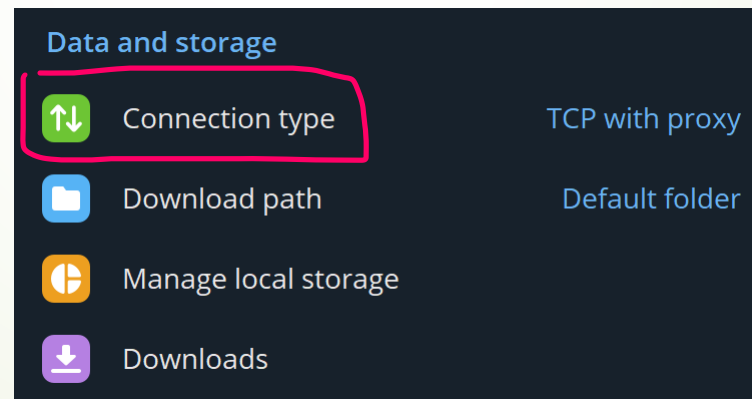 Data and storage
Connection type TCP with proxy
Download path Default folder
Manage local storage
Downloads